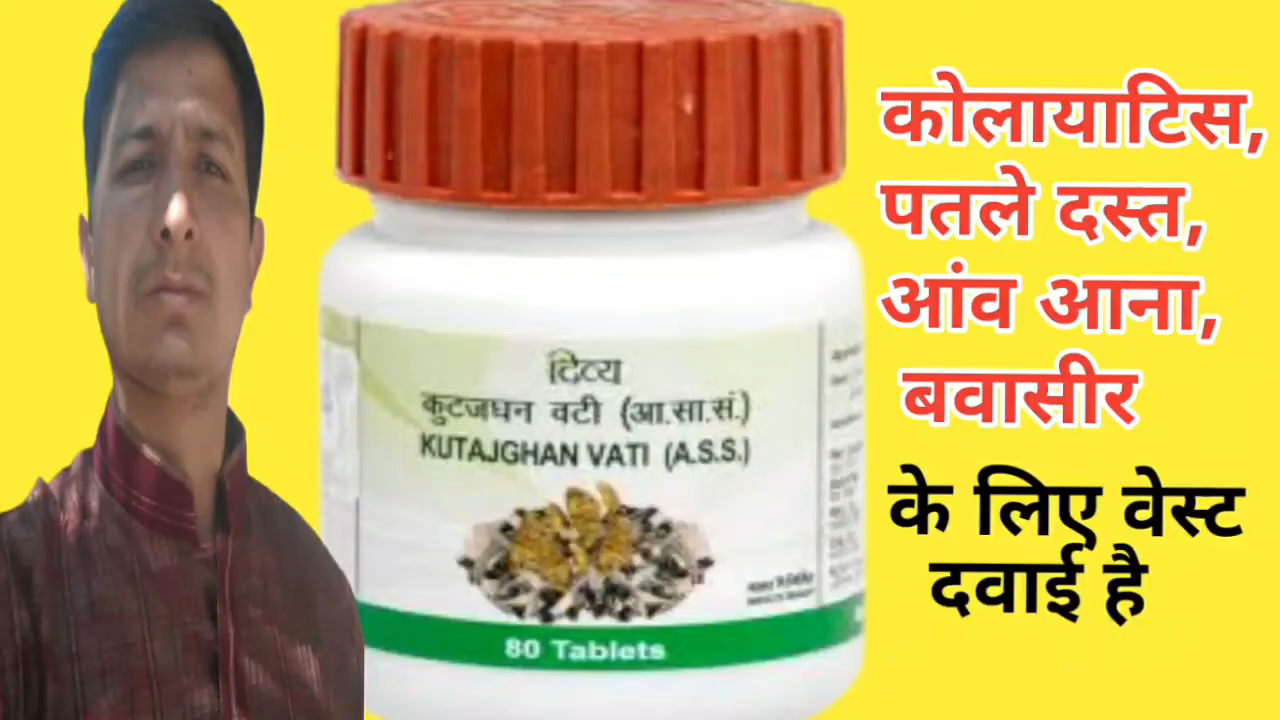 कोलायाटिस,
पतले दस्त,
आंव आना,
बवासीर
के लिए वेस्ट
दवाई है
दिव्य
कुटजघन वटी (आ.सा.सं.)
KUTAJGHAN VATI (A.S.S.)
80 Tablets